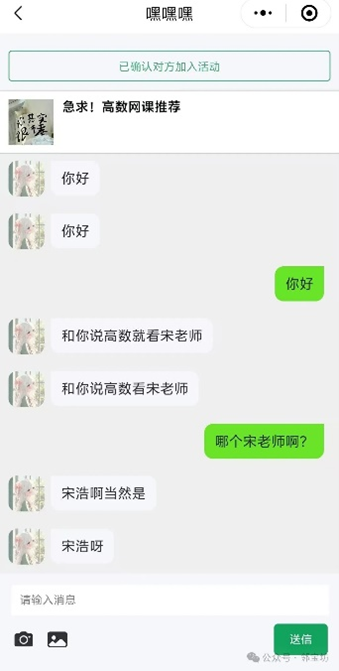 嘿嘿嘿
已确认对方加入活动
急求！高数网课推荐
你好
你好
你好
和你说高数就看宋老师
和你说高数看宋老师
哪个宋老师啊？
宋浩啊当然是
宋浩呀
请输入消息
送信
公众号